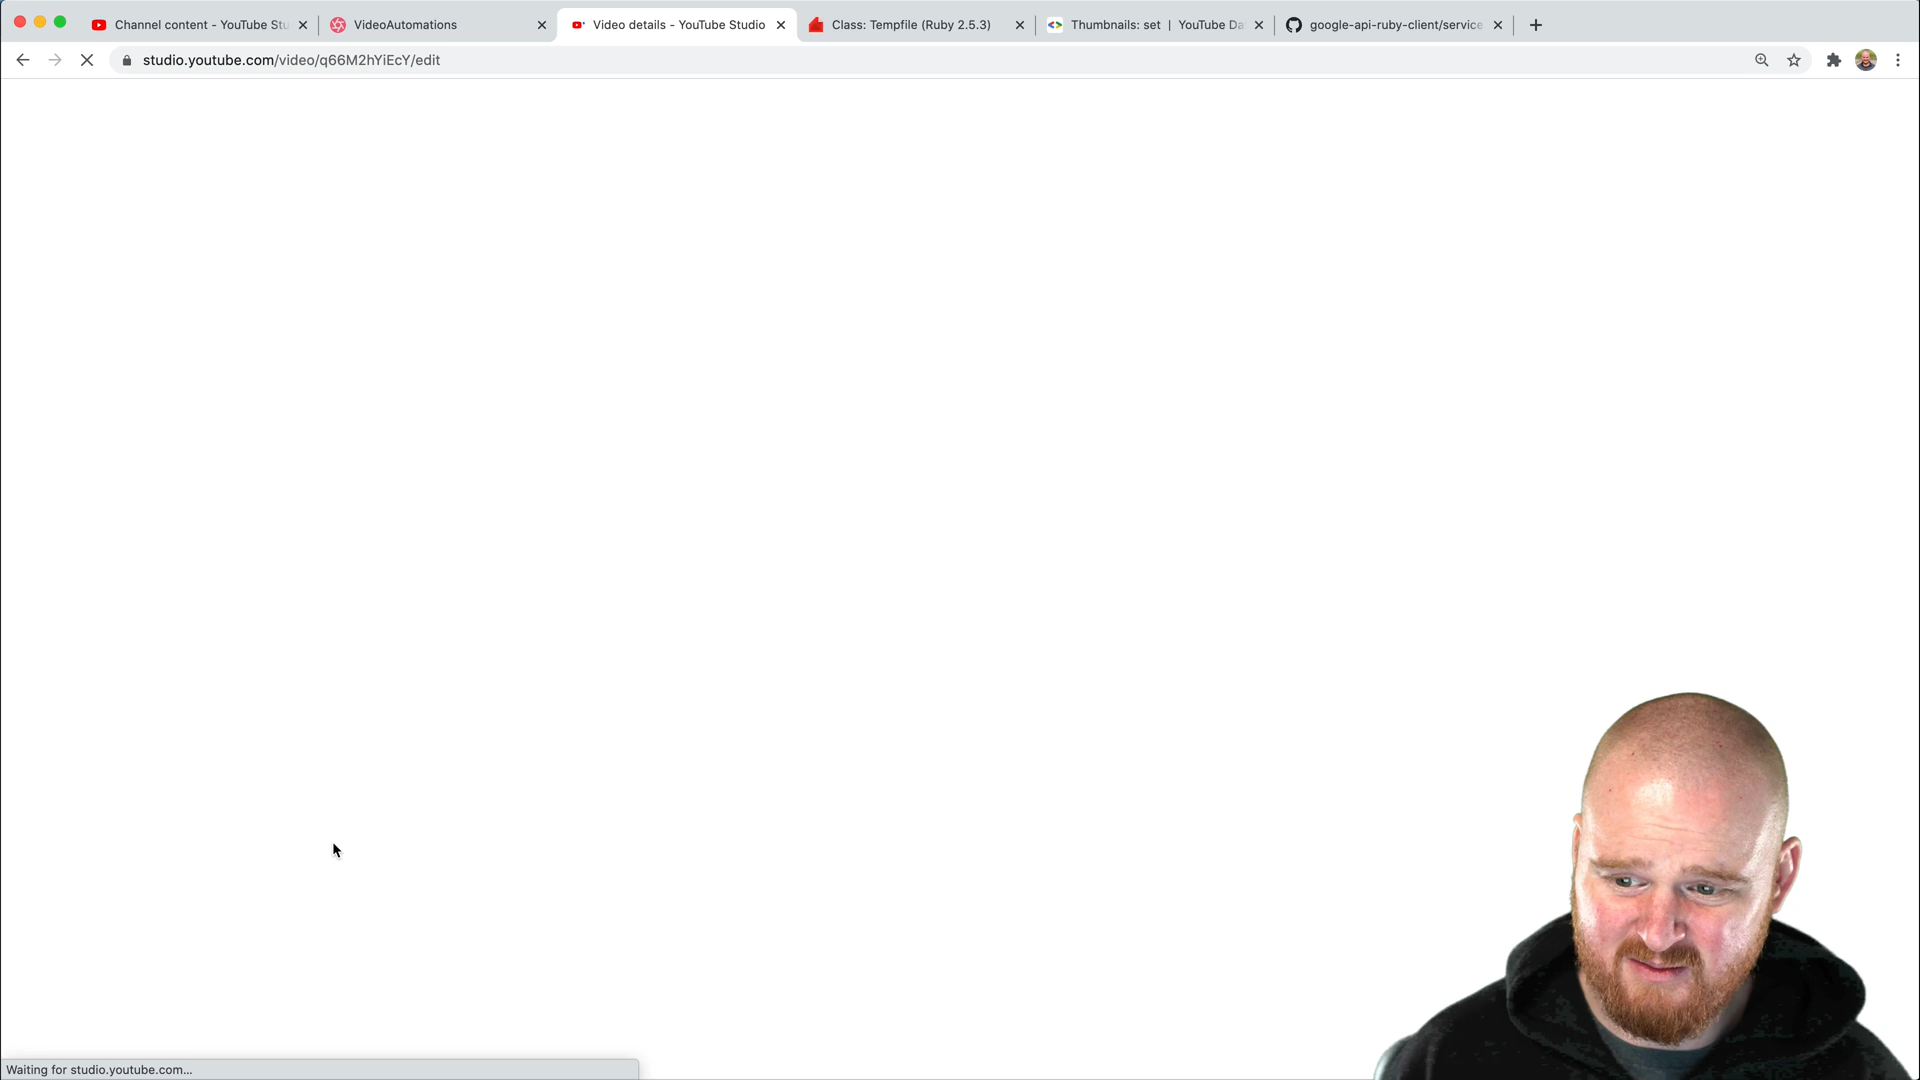 Channel content - YouTube Stu
VideoAutomations
Video details - YouTube Studio
Class: Tempfile (Ruby 2.5.3)
Thumbnails: set | YouTube Da
google-api-ruby-client/service
studio.youtube.com/video/q66M2hYiEcY/edit
Waiting for studio.youtube.com...